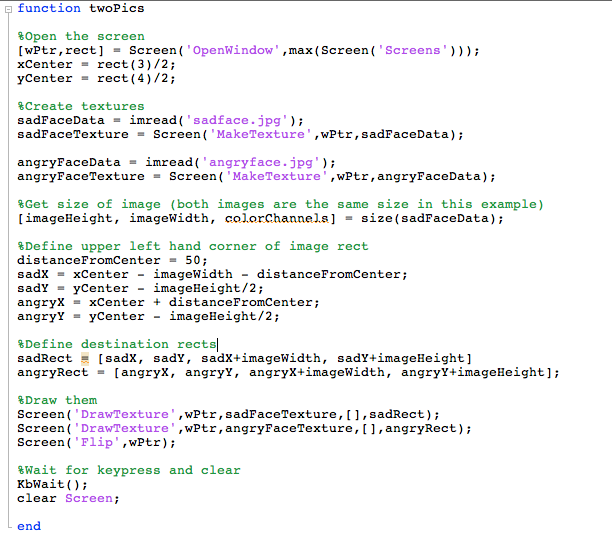 function twoPics
%Open the screen
[wPtr,rect] = Screen('OpenWindow',max(Screen('Screens')));
xCenter = rect(3)/2;
yCenter = rect(4)/2;
%Create textures
sadFaceData = imread('sadface.jpg');
sadFaceTexture = Screen('MakeTexture',wPtr,sadFaceData);
angryFaceData = imread('angryface.jpg');
angryFaceTexture = Screen('MakeTexture',wPtr,angryFaceData);
%Get size of image (both images are the same size in this example)
[imageHeight, imageWidth, colorChannels] = size(sadFaceData);
%Define upper left hand corner of image rect
distanceFromCenter = 50;
sadX = xCenter - imageWidth - distanceFromCenter;
sadY = yCenter - imageHeight/2;
angryX = xCenter + distanceFromCenter;
angryY = yCenter - imageHeight/2;
%Define destination rects
sadRect = [sadX, sadY, sadX+imageWidth, sadY+imageHeight]
angryRect = [angryX, angryY, angryX+imageWidth, angryY+imageHeight];
%Draw them
Screen('DrawTexture',wPtr,sadFaceTexture,[],sadRect);
Screen('DrawTexture',wPtr,angryFaceTexture,[],angryRect);
Screen('Flip',wPtr);
%Wait for keypress and clear
KbWait();
clear Screen;
end